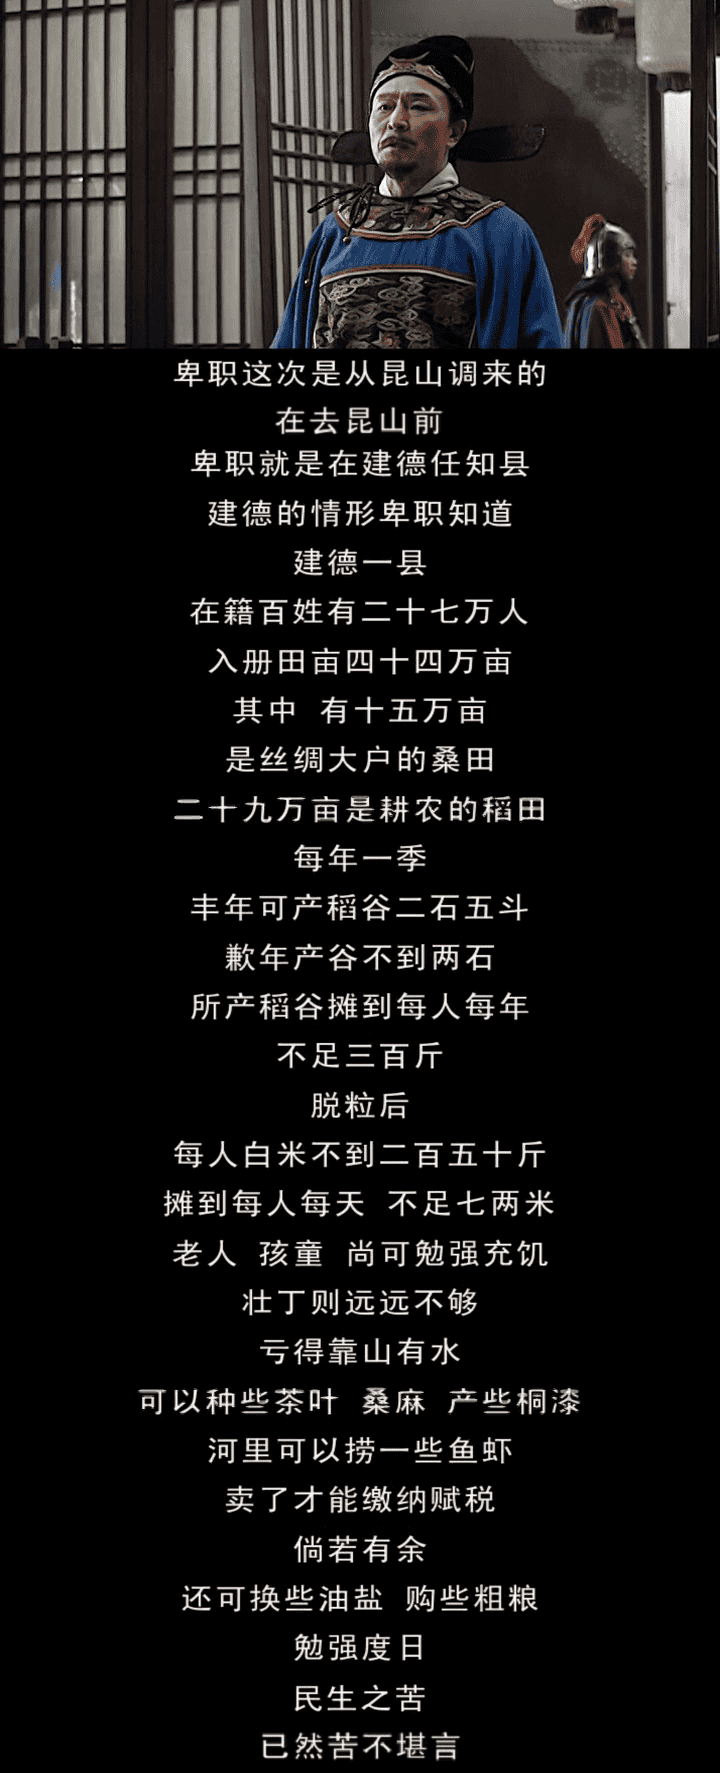 卑职这次是从昆山调来的
在去昆山前
卑职就是在建德任知县
建德的情形卑职知道
建德一县
在籍百姓有二十七万人
入册田亩四十四万亩
其中 有十五万亩
是丝绸大户的桑田
二十九万亩是耕农的稻田
每年一季
丰年可产稻谷二石五斗
歉年产谷不到两石
所产稻谷摊到每人每年
不足三百斤
脱粒后
每人白米不到二百五十斤
摊到每人每天 不足七两米
老人 孩童 尚可勉强充饥
壮丁则远远不够
亏得靠山有水
可以种些茶叶 桑麻 产些桐漆
河里可以捞一些鱼虾
卖了才能缴纳赋税
倘若有余
还可换些油盐 购些粗粮
勉强度日
民生之苦
已然苦不堪言